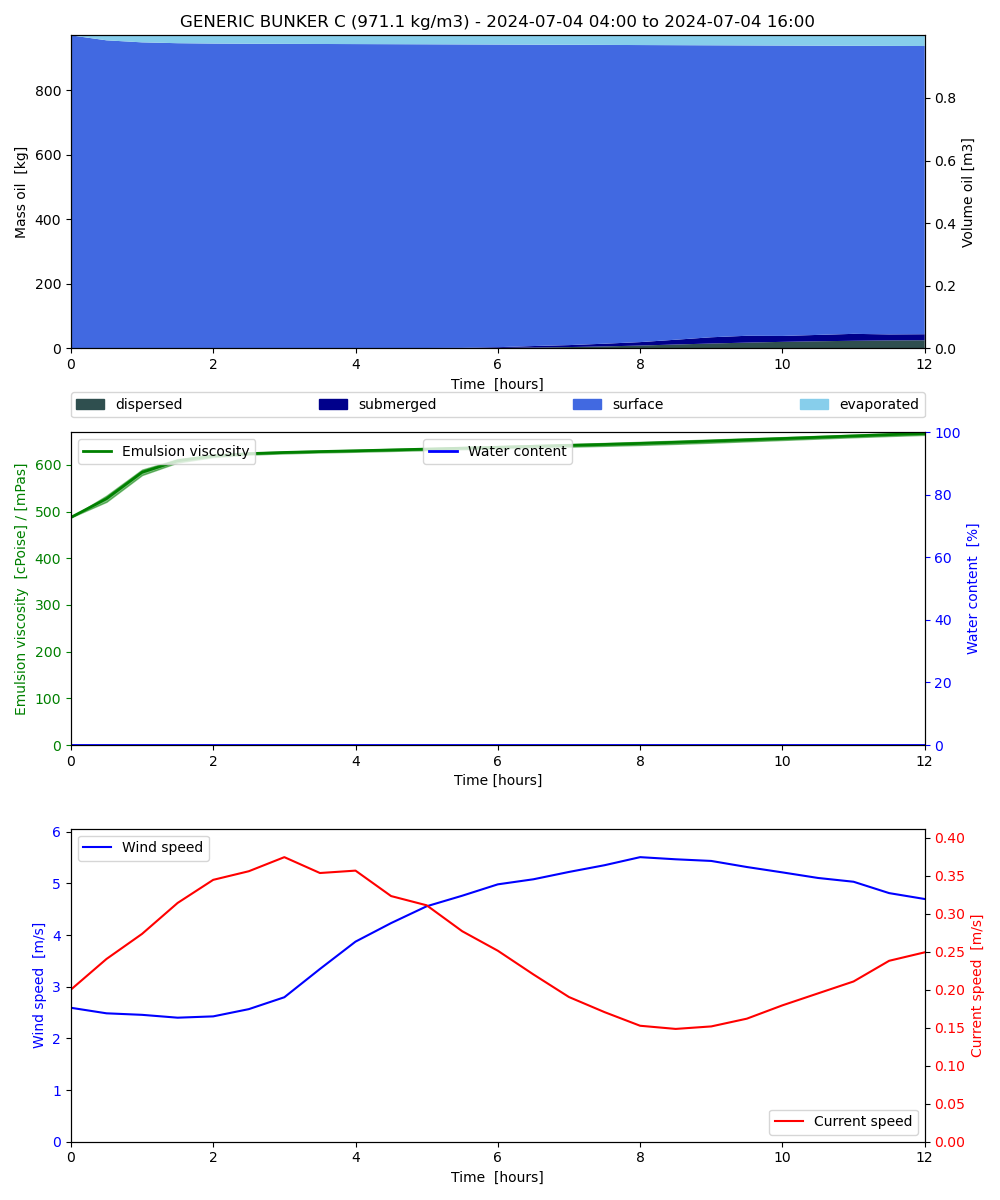 GENERIC BUNKER C (971.1 kg/m3) - 2024-07-04 04:00 to 2024-07-04 16:00
Mass oil [kg]
800
600
400
200
0
Volume oil [m3]
0.8
0.6
0.4
0.2
0.0
0 2 4 6 8 10 12
Time [hours]
dispersed submerged surface evaporated
Emulsion viscosity [cPoise] / [mPas]
600
500
400
300
200
100
0
Emulsion viscosity
Water content
Water content [%]
100
80
60
40
20
0
0 2 4 6 8 10 12
Time [hours]
Wind speed [m/s]
6
5
4
3
2
1
0
Wind speed
Current speed [m/s]
0.40
0.35
0.30
0.25
0.20
0.15
0.10
0.05
0.00
Current speed
0 2 4 6 8 10 12
Time [hours]